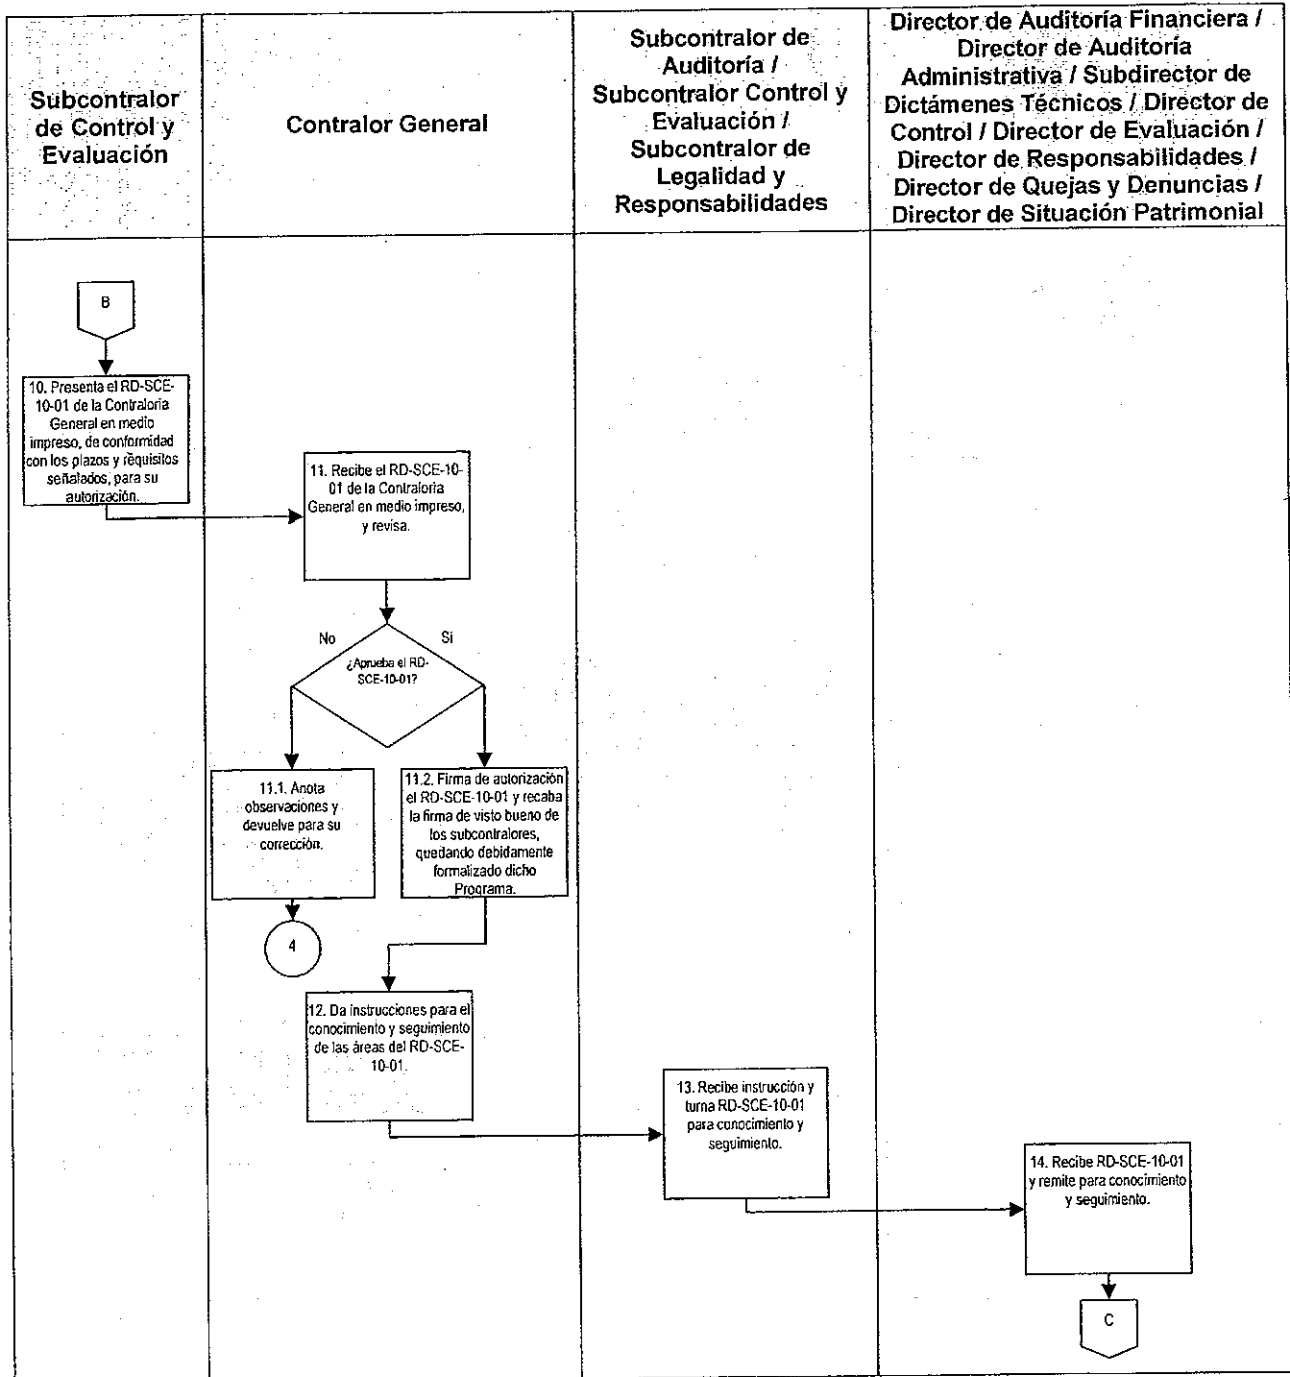 Subcontralor
de Control y
Evaluación
Contralor General
Subcontralor de
Auditoría /
Subcontralor Control y
Evaluación /
Subcontralor de
Legalidad y
Responsabilidades
Director de Auditoría Financiera /
Director de Auditoría
Administrativa / Subdirector de
Dictámenes Técnicos / Director de
Control / Director de Evaluación /
Director de Responsabilidades /
Director de Quejas y Denuncias /
Director de Situación Patrimonial
B
10. Presenta el RD-SCE-
10-01 de la Contraloria
General en medio
impreso, de conformidad
con los plazos y requisitos
señalados, para su
autorización.
11. Recibe el RD-SCE-10-
01 de la Contraloria
General en medio impreso,
y revisa.
No
Si
¿Aprueba el RD-
SCE-10-01?
11.1. Anota
observaciones y
devuelve para su
corrección.
11.2. Firma de autorización
el RD-SCE-10-01 y recaba
la firma de visto bueno de
los subcontralores,
quedando debidamente
formalizado dicho
Programa.
4
12. Da instrucciones para el
conocimiento y seguimiento
de las áreas del RD-SCE-
10-01.
13. Recibe instrucción y
turna RD-SCE-10-01
para conocimiento y
seguimiento.
14. Recibe RD-SCE-10-01
y remite para conocimiento
y seguimiento.
C